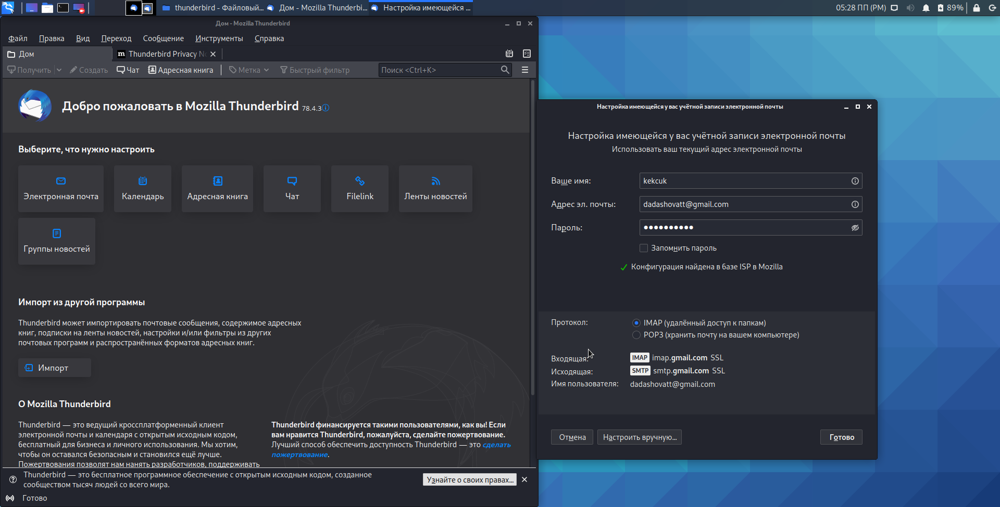 thunderbird - Файловый...
Дом - Mozilla Thunderbi...
Настройка имеющейся ...
05:28 ПП (PM)
89%
Дом - Mozilla Thunderbird
Файл Правка Вид Переход Сообщение Инструменты Справка
Дом
m Thunderbird Privacy No
Получить Создать Чат Адресная книга Метка Быстрый фильтр Поиск <Ctrl+K>
Добро пожаловать в Mozilla Thunderbird 78.4.3
Выберите, что нужно настроить
Электронная почта
Календарь
Адресная книга
Чат
Filelink
Ленты новостей
Группы новостей
Импорт из другой программы
Thunderbird может импортировать почтовые сообщения, содержимое адресных
книг, подписки на ленты новостей, настройки и/или фильтры из других
почтовых программ и распространённых форматов адресных книг.
Импорт
О Mozilla Thunderbird
Thunderbird — это ведущий кроссплатформенный клиент
электронной почты и календаря с открытым исходным кодом,
бесплатный для бизнеса и личного использования. Мы хотим,
чтобы он оставался безопасным и становился ещё лучше.
Пожертвования позволят нам нанять разработчиков, поддерживать
Thunderbird финансируется такими пользователями, как вы! Если
вам нравится Thunderbird, пожалуйста, сделайте пожертвование.
Лучший способ обеспечить доступность Thunderbird — это сделать
пожертвование.
Thunderbird — это бесплатное программное обеспечение с открытым исходным кодом, созданное
сообществом тысяч людей со всего мира.
Узнайте о своих правах...
Готово
Настройка имеющейся у вас учётной записи электронной почты
Настройка имеющейся у вас учётной записи электронной почты
Использовать ваш текущий адрес электронной почты
Ваше имя: kekcuk
Адрес эл. почты: dadashovatt@gmail.com
Пароль: ●●●●●●●●●●
Запомнить пароль
Конфигурация найдена в базе ISP в Mozilla
Протокол: IMAP (удалённый доступ к папкам)
POP3 (хранить почту на вашем компьютере)
Входящая: IMAP imap.gmail.com SSL
Исходящая: SMTP smtp.gmail.com SSL
Имя пользователя: dadashovatt@gmail.com
Отмена Настроить вручную... Готово